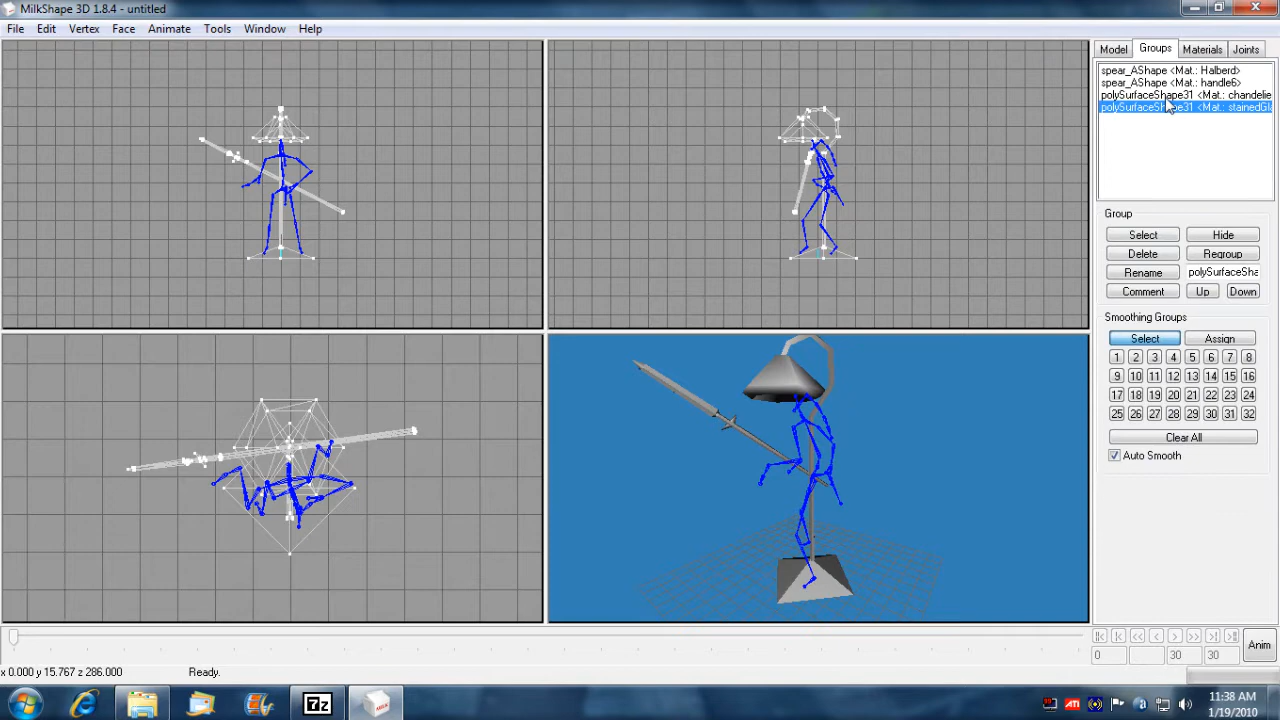 MilkShape 3D 1.8.4 - untitled
File Edit Vertex Face Animate Tools Window Help
Model Groups Materials Joints
spear_AShape <Mat.: Halberd>
spear_AShape <Mat.: handle6>
polySurfaceShape31 <Mat.: chandelie
polySurfaceShape31 <Mat.: stainedGla
Group
Select Hide
Delete Regroup
Rename polySurfaceSha
Comment Up Down
Smoothing Groups
Select Assign
1 2 3 4 5 6 7 8
9 10 11 12 13 14 15 16
17 18 19 20 21 22 23 24
25 26 27 28 29 30 31 32
Clear All
Auto Smooth
0 30 30 Anim
x 0.000 y 15.767 z 286.000 Ready.
7z MILK ATI a
11:38 AM
1/19/2010